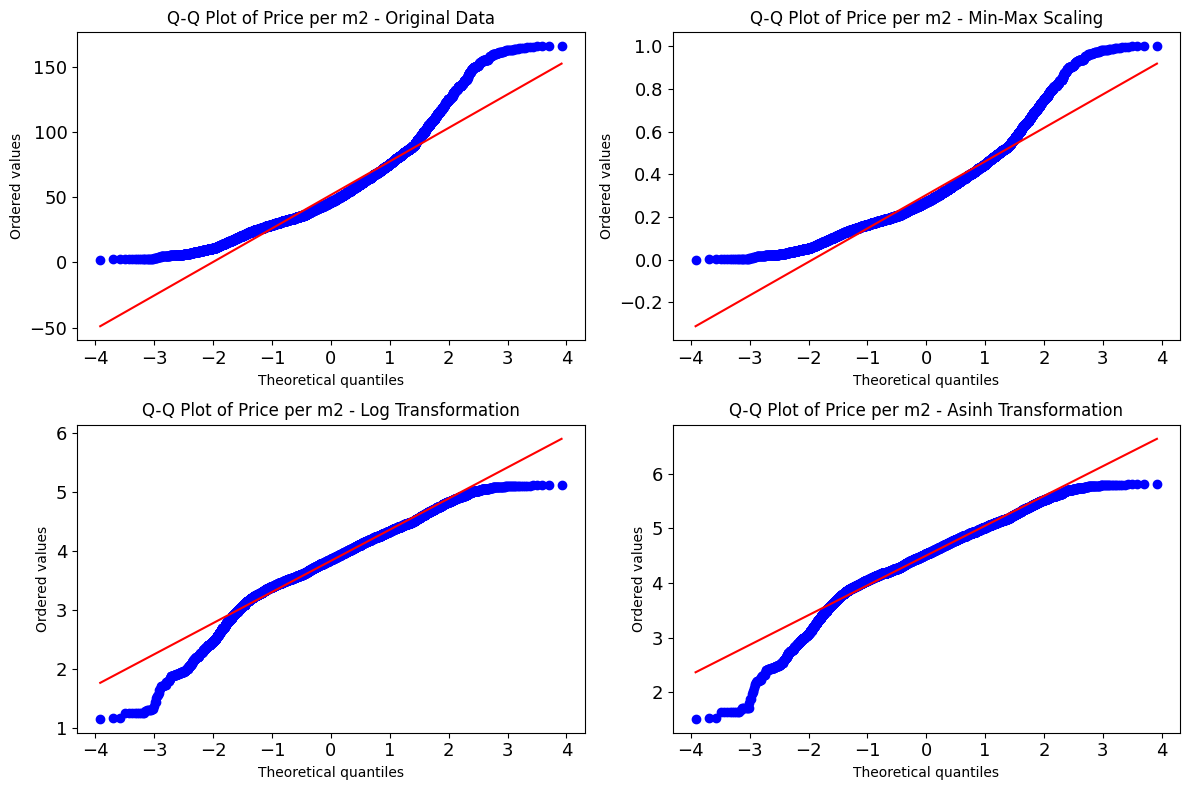 Q-Q Plot of Price per m2 - Original Data
150
100
50
0
−50
Ordered values
−4 −3 −2 −1 0 1 2 3 4
Theoretical quantiles
Q-Q Plot of Price per m2 - Min-Max Scaling
1.0
0.8
0.6
0.4
0.2
0.0
−0.2
Ordered values
−4 −3 −2 −1 0 1 2 3 4
Theoretical quantiles
Q-Q Plot of Price per m2 - Log Transformation
6
5
4
3
2
1
Ordered values
−4 −3 −2 −1 0 1 2 3 4
Theoretical quantiles
Q-Q Plot of Price per m2 - Asinh Transformation
6
5
4
3
2
Ordered values
−4 −3 −2 −1 0 1 2 3 4
Theoretical quantiles